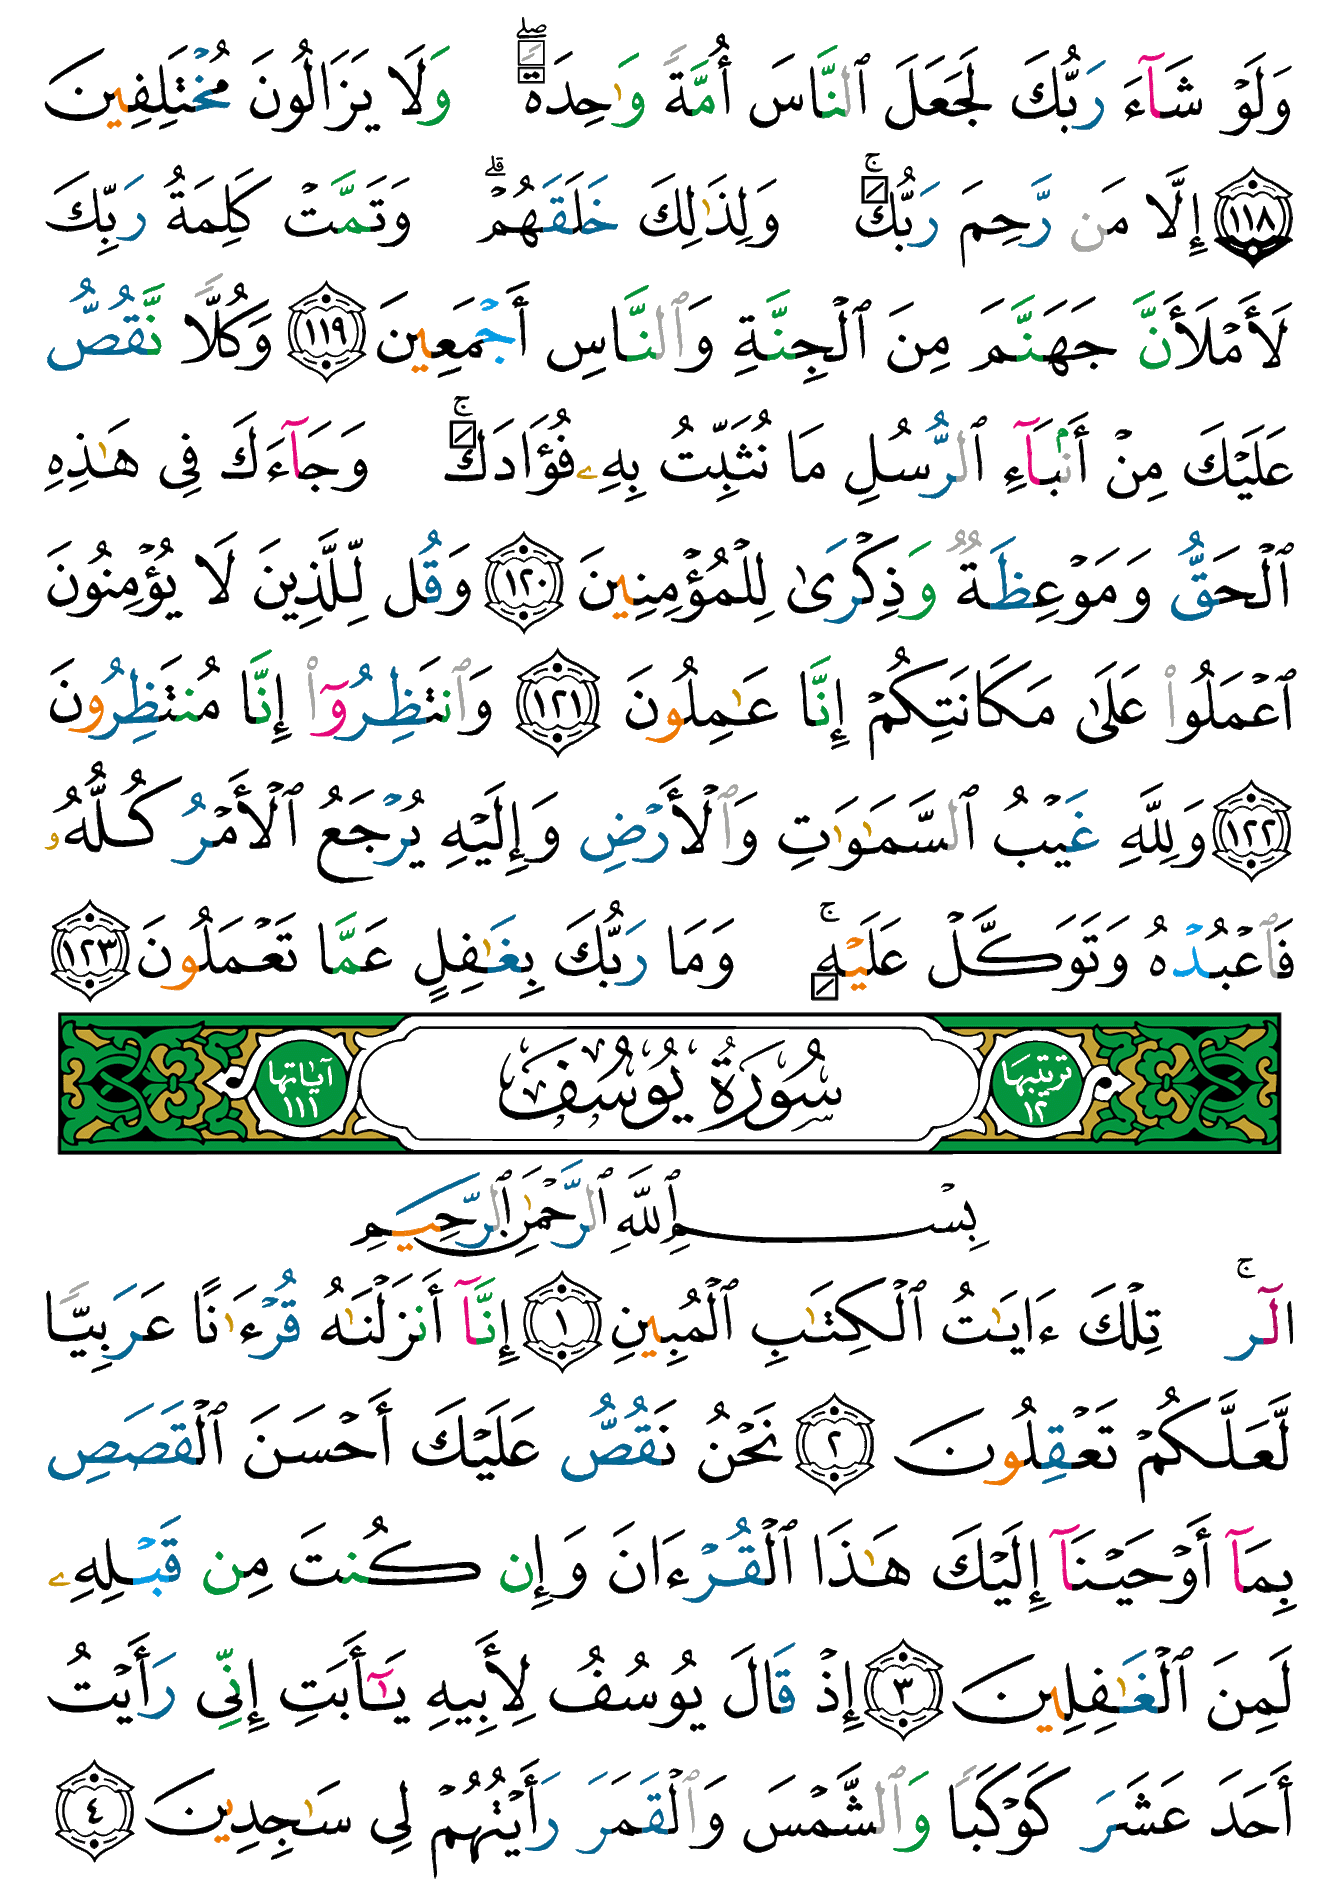 وَلَوْ شَآءَ رَبُّكَ لَجَعَلَ ٱلنَّاسَ أُمَّةً وَٰحِدَةً ۖ وَلَا يَزَالُونَ مُخْتَلِفِينَ
١١٨ إِلَّا مَن رَّحِمَ رَبُّكَ ۚ وَلِذَٰلِكَ خَلَقَهُمْ ۗ وَتَمَّتْ كَلِمَةُ رَبِّكَ
لَأَمْلَأَنَّ جَهَنَّمَ مِنَ ٱلْجِنَّةِ وَٱلنَّاسِ أَجْمَعِينَ ١١٩ وَكُلًّا نَّقُصُّ
عَلَيْكَ مِنْ أَنۢبَآءِ ٱلرُّسُلِ مَا نُثَبِّتُ بِهِۦ فُؤَادَكَ ۚ وَجَآءَكَ فِى هَـٰذِهِ
ٱلْحَقُّ وَمَوْعِظَةٌ وَذِكْرَىٰ لِلْمُؤْمِنِينَ ١٢٠ وَقُل لِّلَّذِينَ لَا يُؤْمِنُونَ
ٱعْمَلُوا۟ عَلَىٰ مَكَانَتِكُمْ إِنَّا عَـٰمِلُونَ ١٢١ وَٱنتَظِرُوٓا۟ إِنَّا مُنتَظِرُونَ
١٢٢ وَلِلَّهِ غَيْبُ ٱلسَّمَـٰوَٰتِ وَٱلْأَرْضِ وَإِلَيْهِ يُرْجَعُ ٱلْأَمْرُ كُلُّهُۥ
فَٱعْبُدْهُ وَتَوَكَّلْ عَلَيْهِ ۚ وَمَا رَبُّكَ بِغَـٰفِلٍ عَمَّا تَعْمَلُونَ ١٢٣
ترتيبها ١٢ سُورَةُ يُوسُفَ آياتها ١١١
بِسْمِ ٱللَّهِ ٱلرَّحْمَـٰنِ ٱلرَّحِيمِ
الٓر ۚ تِلْكَ ءَايَـٰتُ ٱلْكِتَـٰبِ ٱلْمُبِينِ ١ إِنَّآ أَنزَلْنَـٰهُ قُرْءَٰنًا عَرَبِيًّا
لَّعَلَّكُمْ تَعْقِلُونَ ٢ نَحْنُ نَقُصُّ عَلَيْكَ أَحْسَنَ ٱلْقَصَصِ
بِمَآ أَوْحَيْنَآ إِلَيْكَ هَـٰذَا ٱلْقُرْءَانَ وَإِن كُنتَ مِن قَبْلِهِۦ
لَمِنَ ٱلْغَـٰفِلِينَ ٣ إِذْ قَالَ يُوسُفُ لِأَبِيهِ يَـٰٓأَبَتِ إِنِّى رَأَيْتُ
أَحَدَ عَشَرَ كَوْكَبًا وَٱلشَّمْسَ وَٱلْقَمَرَ رَأَيْتُهُمْ لِى سَـٰجِدِينَ ٤